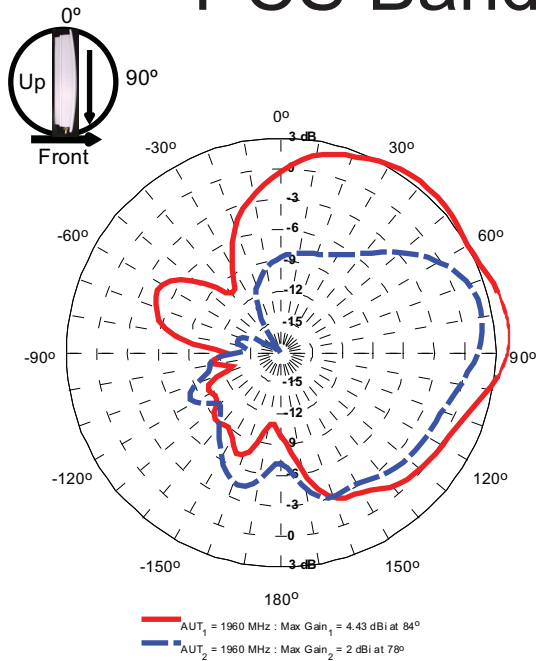 PCS Band
0º
Up
90º
Front
0º
3 dB
-30º
30º
0
-3
-60º
60º
-6
-9
-12
-15
-90º
90º
-15
-12
9
-120º
120º
-6
-3
-150º
150º
0
3 dB
180º
AUT1 = 1960 MHz : Max Gain1 = 4.43 dBi at 84º
AUT2 = 1960 MHz : Max Gain2 = 2 dBi at 78º